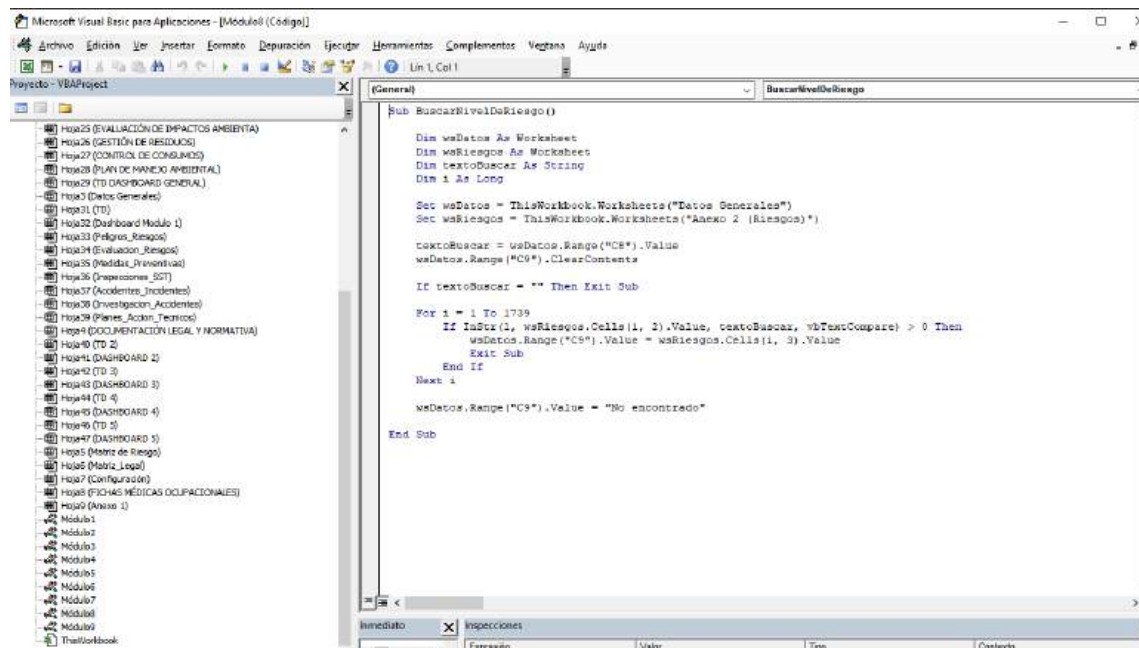 Microsoft Visual Basic para Aplicaciones - [Módulo8 (Código)]
Archivo Edición Ver Insertar Formato Depuración Ejecutar Herramientas Complementos Ventana Ayuda
Lín 1, Col 1
Proyecto - VBAProject
(General)
BuscarNivelDeRiesgo
Hoja25 (EVALUACIÓN DE IMPACTOS AMBIENTA)
Hoja26 (GESTIÓN DE RESIDUOS)
Hoja27 (CONTROL DE CONSUMOS)
Hoja28 (PLAN DE MANEJO AMBIENTAL)
Hoja29 (TD DASHBOARD GENERAL)
Hoja3 (Datos Generales)
Hoja31 (TD)
Hoja32 (Dashboard Modulo 1)
Hoja33 (Peligros_Riesgos)
Hoja34 (Evaluacion_Riesgos)
Hoja35 (Medidas_Preventivas)
Hoja36 (Inspecciones_SST)
Hoja37 (Accidentes_Incidentes)
Hoja38 (Investigacion_Accidentes)
Hoja39 (Planes_Accion_Tecnicos)
Hoja4 (DOCUMENTACIÓN LEGAL Y NORMATIVA)
Hoja40 (TD 2)
Hoja41 (DASHBOARD 2)
Hoja42 (TD 3)
Hoja43 (DASHBOARD 3)
Hoja44 (TD 4)
Hoja45 (DASHBOARD 4)
Hoja46 (TD 5)
Hoja47 (DASHBOARD 5)
Hoja5 (Matriz de Riesgo)
Hoja6 (Matriz_Legal)
Hoja7 (Configuración)
Hoja8 (FICHAS MÉDICAS OCUPACIONALES)
Hoja9 (Anexo 1)
Módulo1
Módulo2
Módulo3
Módulo4
Módulo5
Módulo6
Módulo7
Módulo8
Módulo9
ThisWorkbook
Sub BuscarNivelDeRiesgo()
Dim wsDatos As Worksheet
Dim wsRiesgos As Worksheet
Dim textoBuscar As String
Dim i As Long
Set wsDatos = ThisWorkbook.Worksheets("Datos Generales")
Set wsRiesgos = ThisWorkbook.Worksheets("Anexo 2 (Riesgos)")
textoBuscar = wsDatos.Range("C8").Value
wsDatos.Range("C9").ClearContents
If textoBuscar = "" Then Exit Sub
For i = 1 To 1739
If InStr(1, wsRiesgos.Cells(i, 2).Value, textoBuscar, vbTextCompare) > 0 Then
wsDatos.Range("C9").Value = wsRiesgos.Cells(i, 3).Value
Exit Sub
End If
Next i
wsDatos.Range("C9").Value = "No encontrado"
End Sub
Inmediato
Inspecciones
Expresión Valor Tipo Contexto